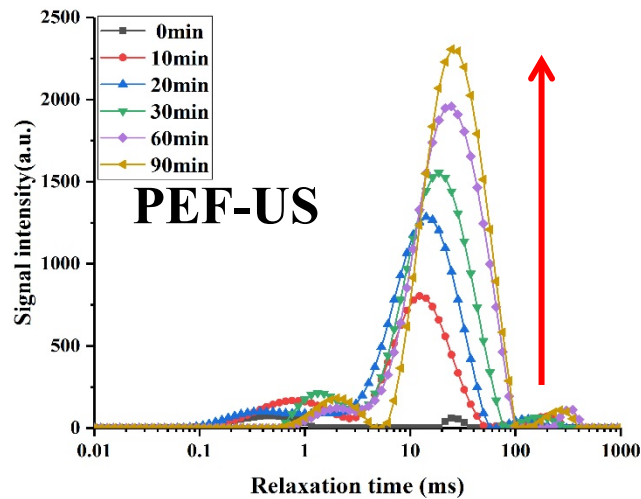 2500
2000
1500
1000
500
0
Signal intensity(a.u.)
0min
10min
20min
30min
60min
90min
PEF-US
0.01
0.1
1
10
100
1000
Relaxation time (ms)